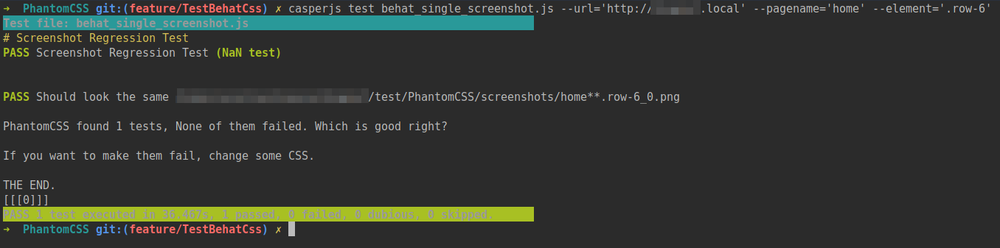 ➜ PhantomCSS git:(feature/TestBehatCss) ✗ casperjs test behat_single_screenshot.js --url='http://.local' --pagename='home' --element='.row-6'
Test file: behat_single_screenshot.js
# Screenshot Regression Test
PASS Screenshot Regression Test (NaN test)
PASS Should look the same /test/PhantomCSS/screenshots/home**.row-6_0.png
PhantomCSS found 1 tests, None of them failed. Which is good right?
If you want to make them fail, change some CSS.
THE END.
[[[0]]]
PASS 1 test executed in 36.467s, 1 passed, 0 failed, 0 dubious, 0 skipped.
➜ PhantomCSS git:(feature/TestBehatCss) ✗